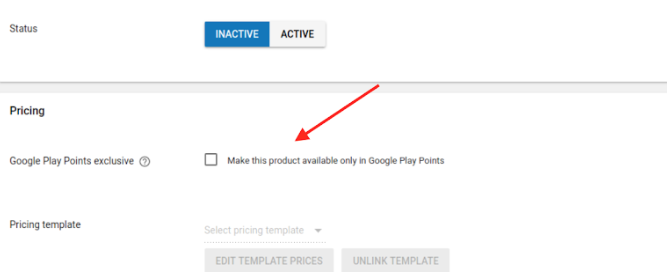 Status
INACTIVE ACTIVE
Pricing
Google Play Points exclusive Make this product available only in Google Play Points
Pricing template
Select pricing template
EDIT TEMPLATE PRICES UNLINK TEMPLATE